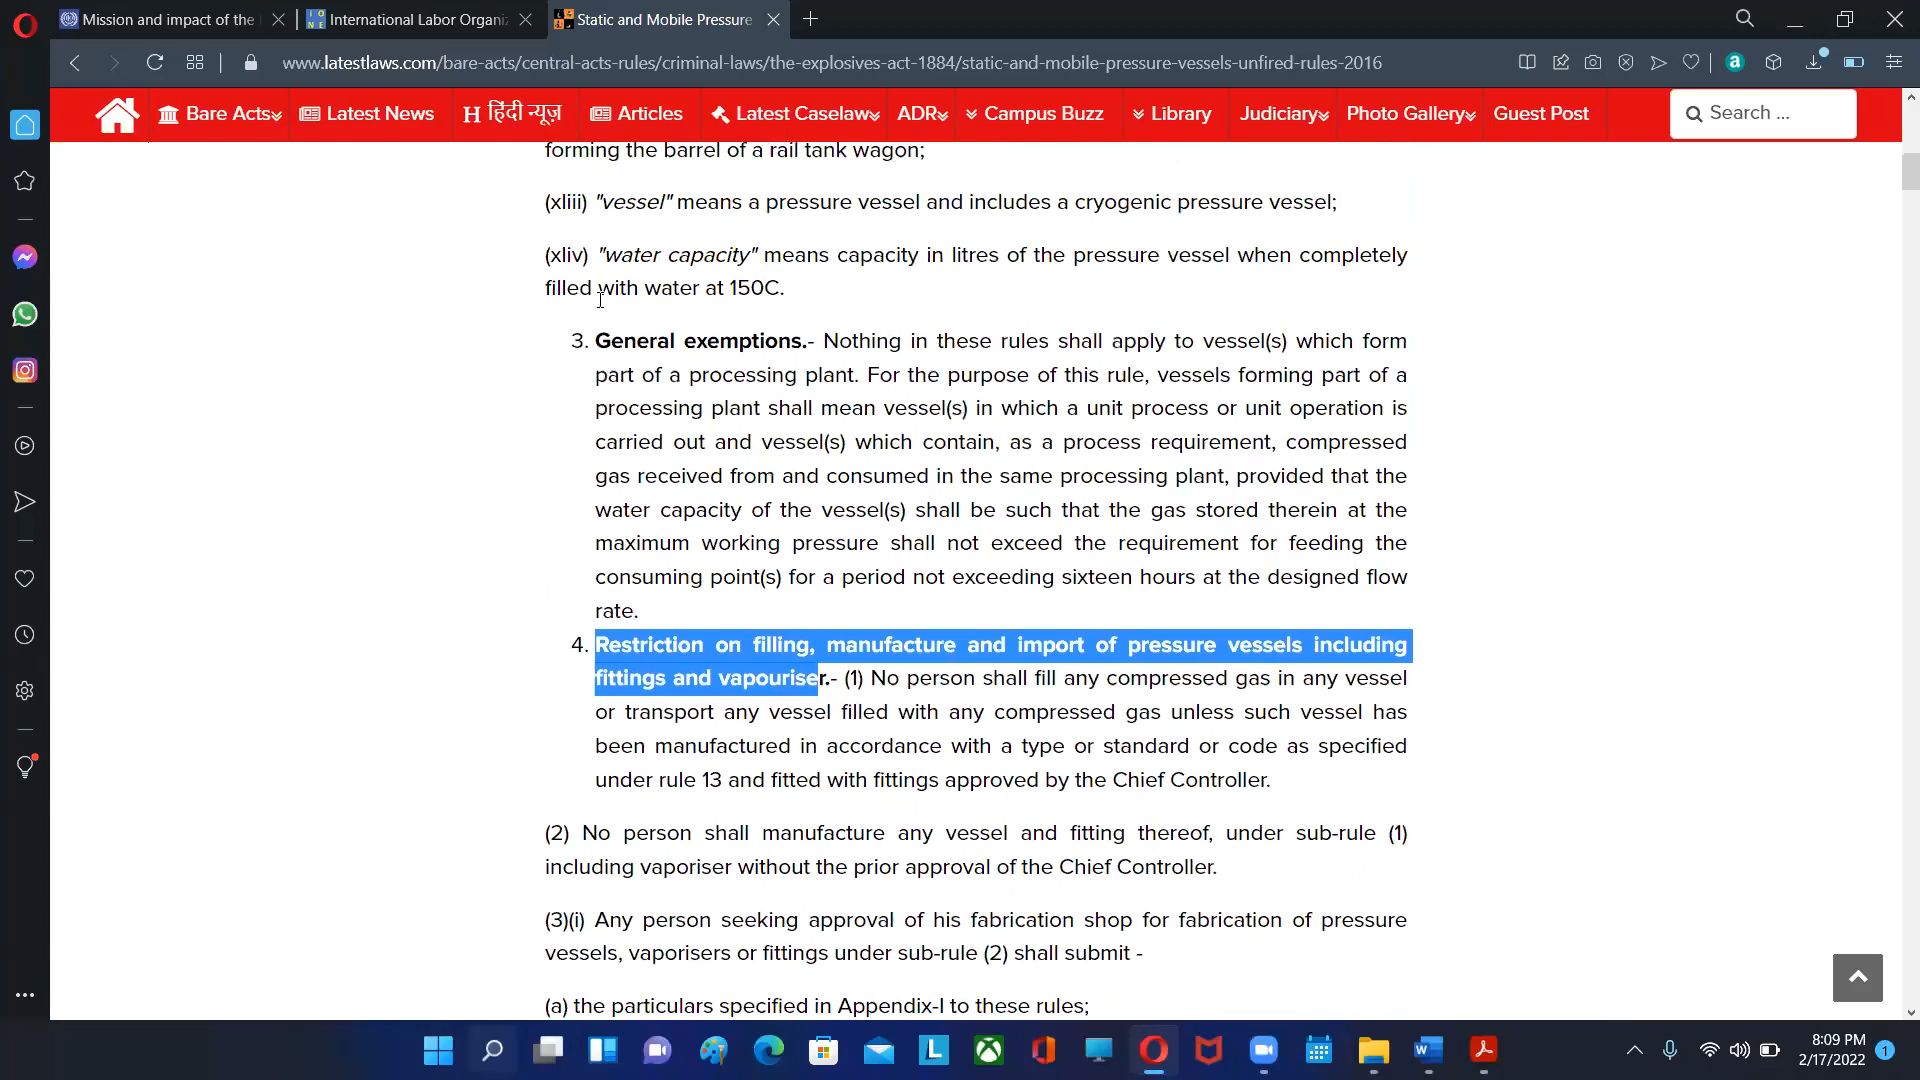 Mission and impact of the
International Labor Organiz
Static and Mobile Pressure
www.latestlaws.com/bare-acts/central-acts-rules/criminal-laws/the-explosives-act-1884/static-and-mobile-pressure-vessels-unfired-rules-2016
Bare Acts Latest News हिंदी न्यूज़ Articles Latest Caselaw ADR Campus Buzz Library Judiciary Photo Gallery Guest Post Search ...
forming the barrel of a rail tank wagon;
(xliii) "vessel" means a pressure vessel and includes a cryogenic pressure vessel;
(xliv) "water capacity" means capacity in litres of the pressure vessel when completely
filled with water at 150C.
3. General exemptions.- Nothing in these rules shall apply to vessel(s) which form
part of a processing plant. For the purpose of this rule, vessels forming part of a
processing plant shall mean vessel(s) in which a unit process or unit operation is
carried out and vessel(s) which contain, as a process requirement, compressed
gas received from and consumed in the same processing plant, provided that the
water capacity of the vessel(s) shall be such that the gas stored therein at the
maximum working pressure shall not exceed the requirement for feeding the
consuming point(s) for a period not exceeding sixteen hours at the designed flow
rate.
4. Restriction on filling, manufacture and import of pressure vessels including
fittings and vapouriser.- (1) No person shall fill any compressed gas in any vessel
or transport any vessel filled with any compressed gas unless such vessel has
been manufactured in accordance with a type or standard or code as specified
under rule 13 and fitted with fittings approved by the Chief Controller.
(2) No person shall manufacture any vessel and fitting thereof, under sub-rule (1)
including vaporiser without the prior approval of the Chief Controller.
(3)(i) Any person seeking approval of his fabrication shop for fabrication of pressure
vessels, vaporisers or fittings under sub-rule (2) shall submit -
(a) the particulars specified in Appendix-I to these rules;
8:09 PM
2/17/2022
1